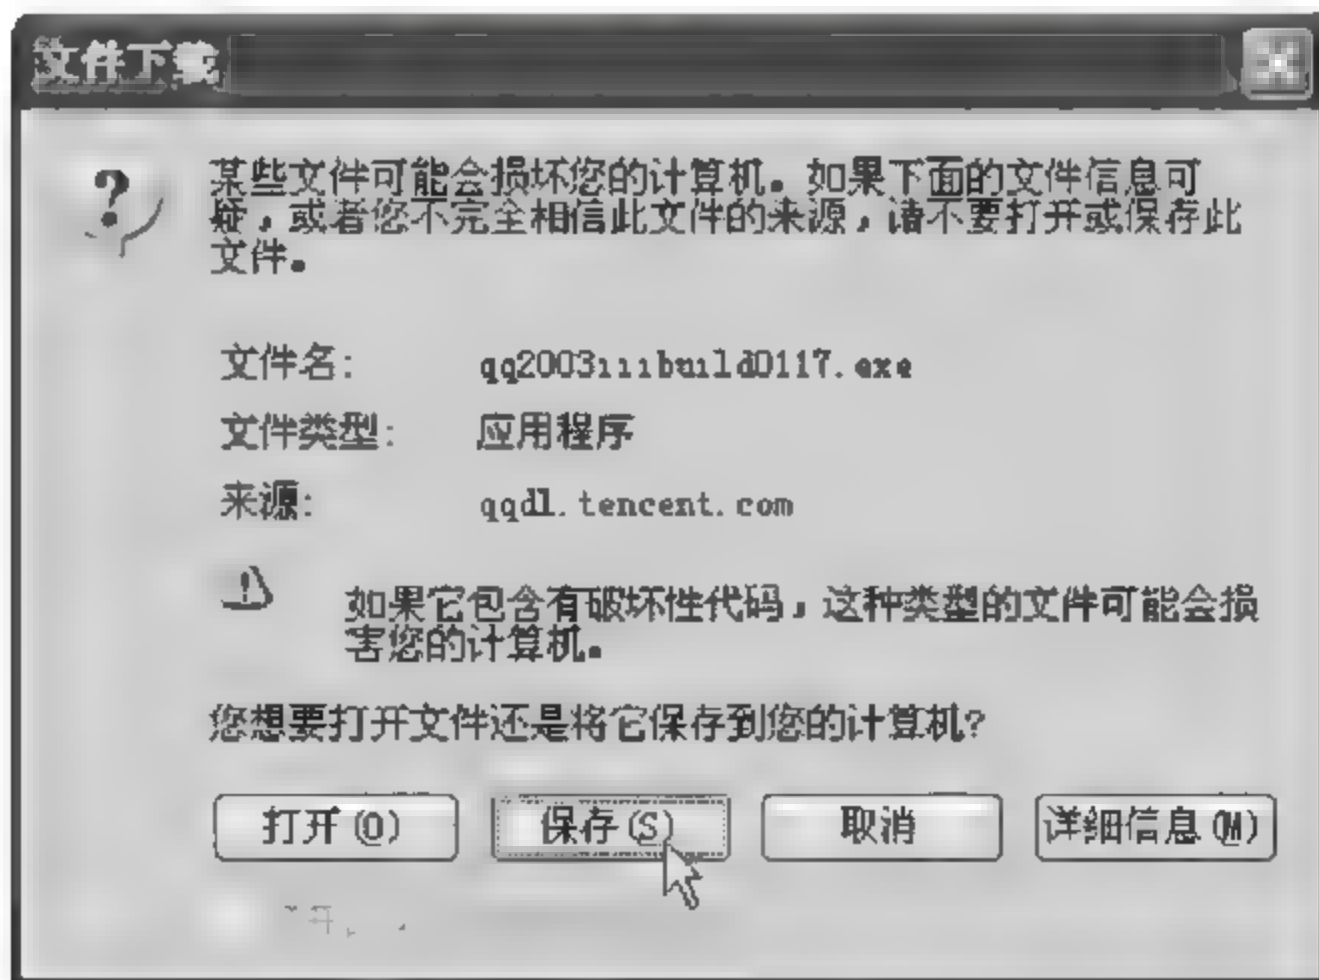 文件下载
某些文件可能会损坏您的计算机。如果下面的文件信息可
疑，或者您不完全相信此文件的来源，请不要打开或保存此
文件。
文件名： qq2003iiibuild0117.exe
文件类型： 应用程序
来源： qqdl.tencent.com
如果它包含有破坏性代码，这种类型的文件可能会损
害您的计算机。
您想要打开文件还是将它保存到您的计算机?
打开(O) 保存(S) 取消 详细信息(M)